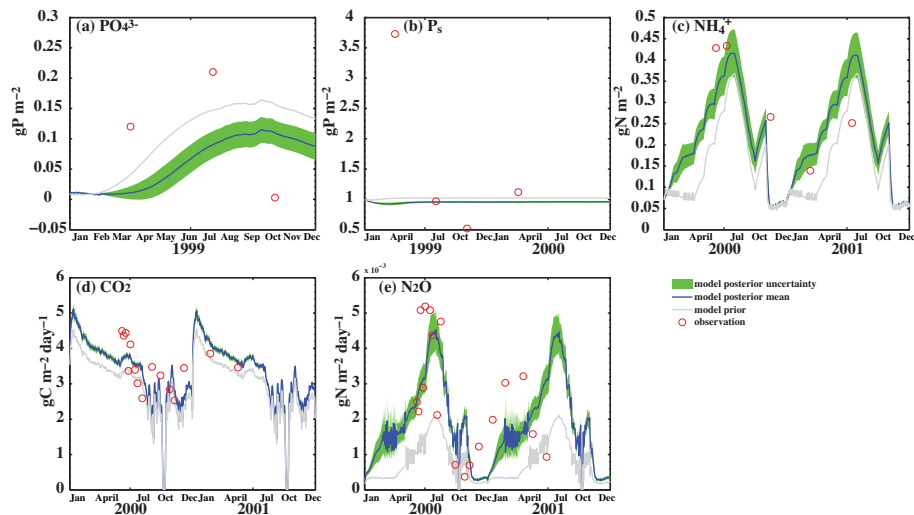 (a) PO₄³⁻
gP m⁻²
0.3
0.25
0.2
0.15
0.1
0.05
0
−0.05
Jan Feb Mar Apr May Jun Jul Aug Sep Oct Nov Dec
1999
(b) Pₛ
gP m⁻²
4
3.5
3
2.5
2
1.5
1
0.5
Jan April Jul Oct Dec Jan April Jul Oct Dec
1999 2000
(c) NH₄⁺
gN m⁻²
0.5
0.45
0.4
0.35
0.3
0.25
0.2
0.15
0.1
0.05
0
Jan April Jul Oct Jan April Jul Oct Dec
2000 2001
(d) CO₂
gC m⁻² day⁻¹
6
5
4
3
2
1
0
Jan April Jul Oct Jan April Jul Oct Dec
2000 2001
(e) N₂O
x 10⁻³
gN m⁻² day⁻¹
6
5
4
3
2
1
0
Jan April Jul Oct Jan April Jul Oct Dec
2000 2001
model posterior uncertainty
model posterior mean
model prior
observation